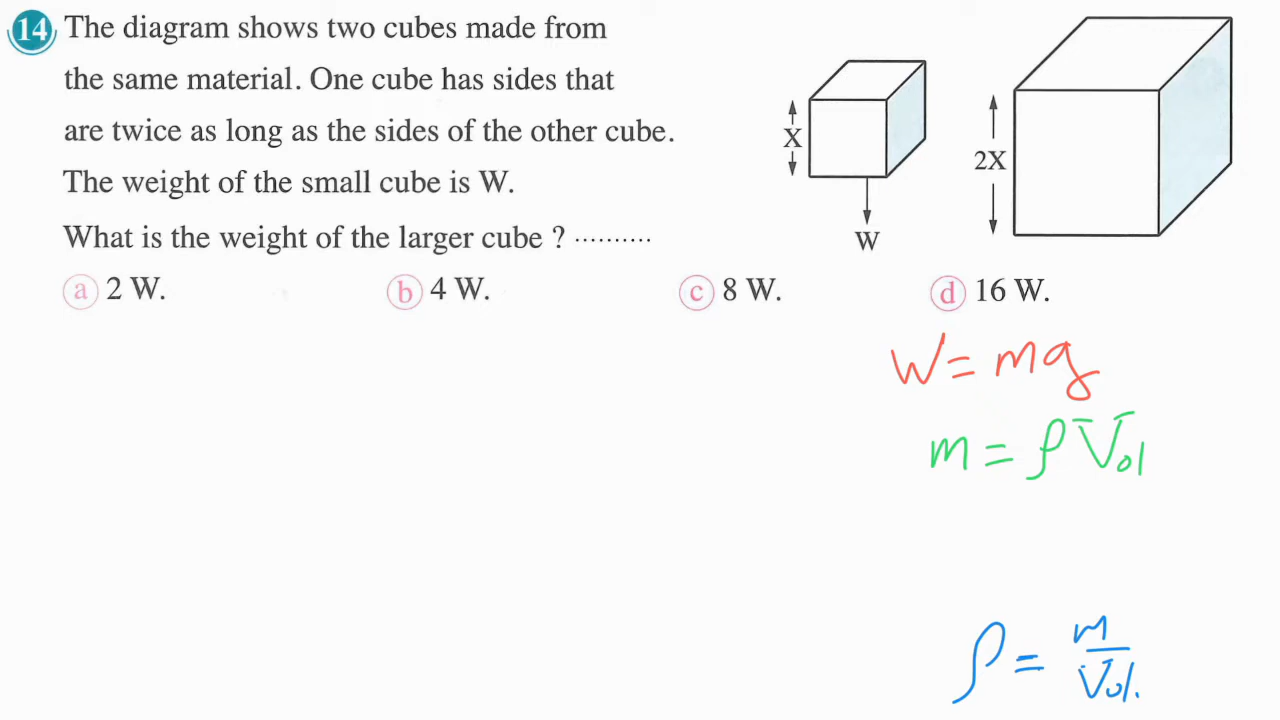 14 The diagram shows two cubes made from
the same material. One cube has sides that
are twice as long as the sides of the other cube.
The weight of the small cube is W.
What is the weight of the larger cube ? ..........
X
W
2X
a 2 W. b 4 W. c 8 W. d 16 W.
W = mg
m = ρ Vol
ρ = m / Vol.